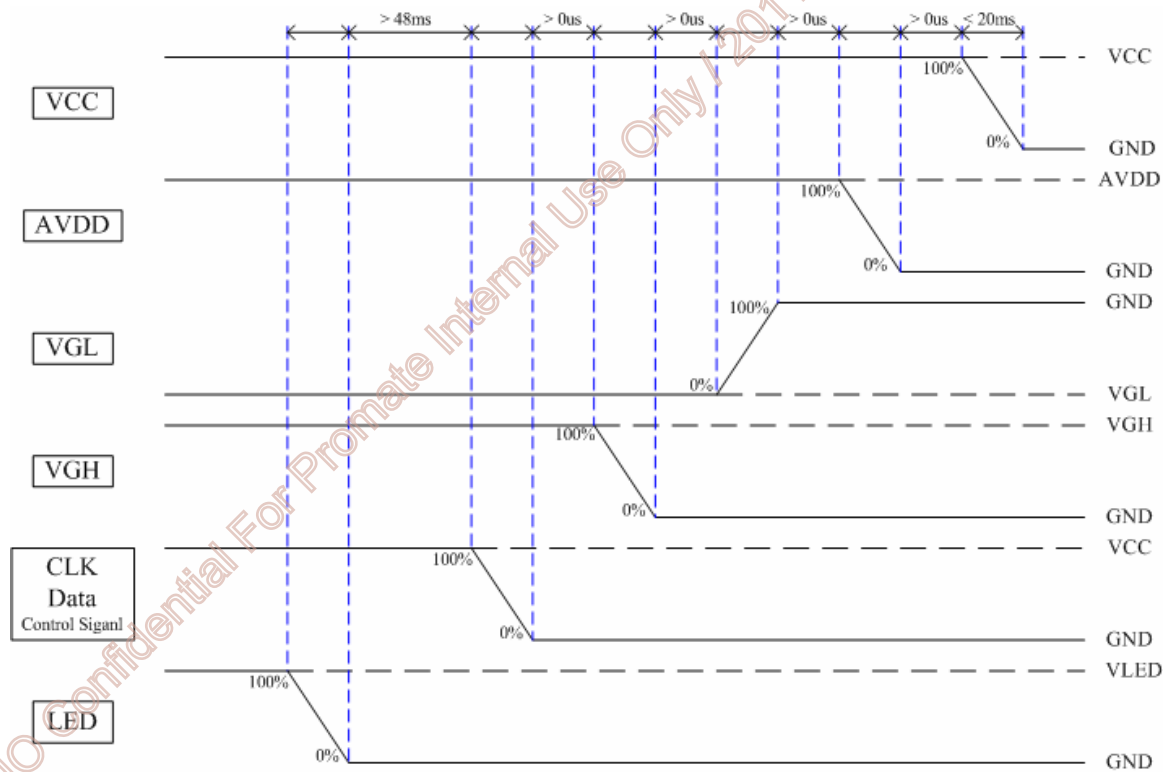 > 48ms > 0us > 0us > 0us > 0us < 20ms
VCC
100%
VCC
0%
GND
AVDD
100%
AVDD
0%
GND
VGL
100%
GND
0%
VGL
VGH
100%
VGH
0%
GND
CLK
Data
Control Siganl
100%
VCC
0%
GND
LED
100%
VLED
0%
GND
Confidential For Promate Internal Use Only / 201